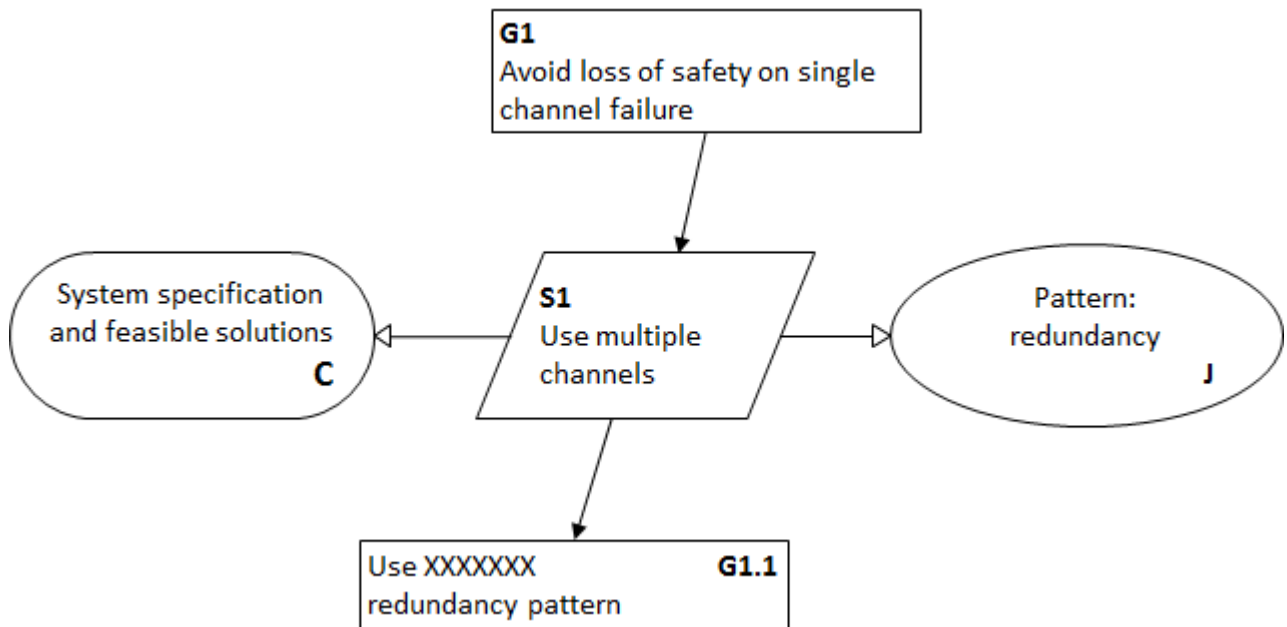 G1
Avoid loss of safety on single
channel failure
System specification
and feasible solutions
C
S1
Use multiple
channels
Pattern:
redundancy
J
Use XXXXXXX G1.1
redundancy pattern